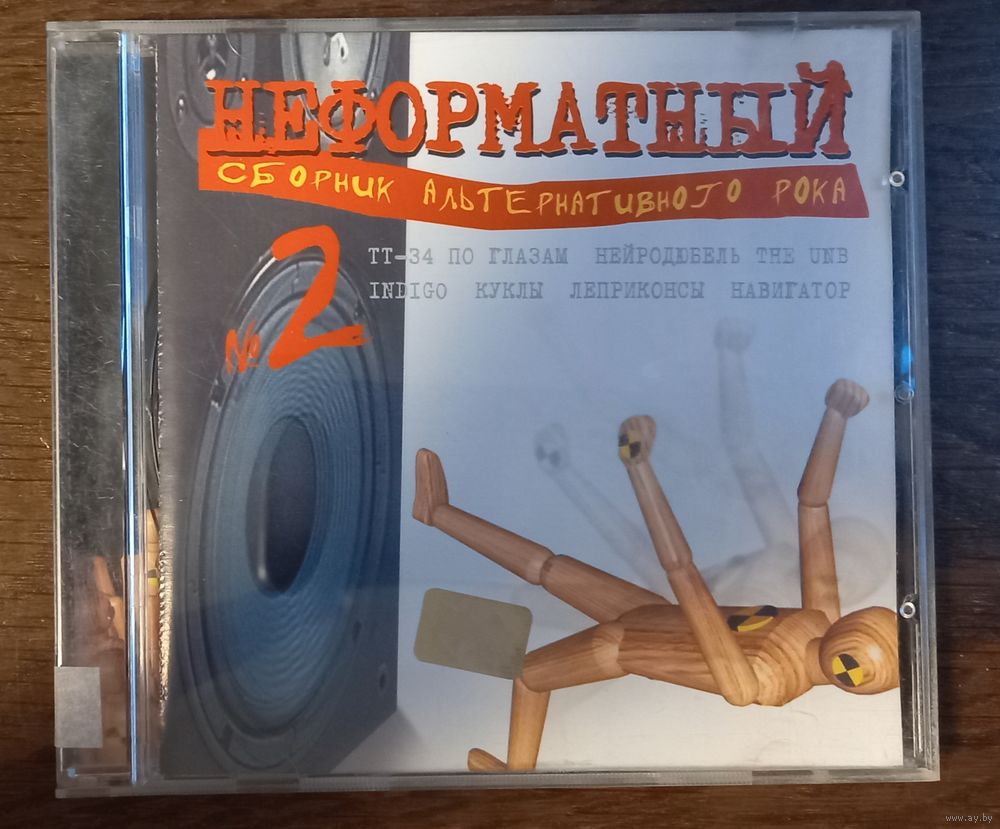 НЕФОРМАТНЫЙ
СБОРНИК АЛЬТЕРНАТИВНОГО РОКА
№2
ТТ-34 ПО ГЛАЗАМ НЕЙРОДЮБЕЛЬ THE UNB
INDIGO КУКЛЫ ЛЕПРИКОНСЫ НАВИГАТОР
www.ay.by